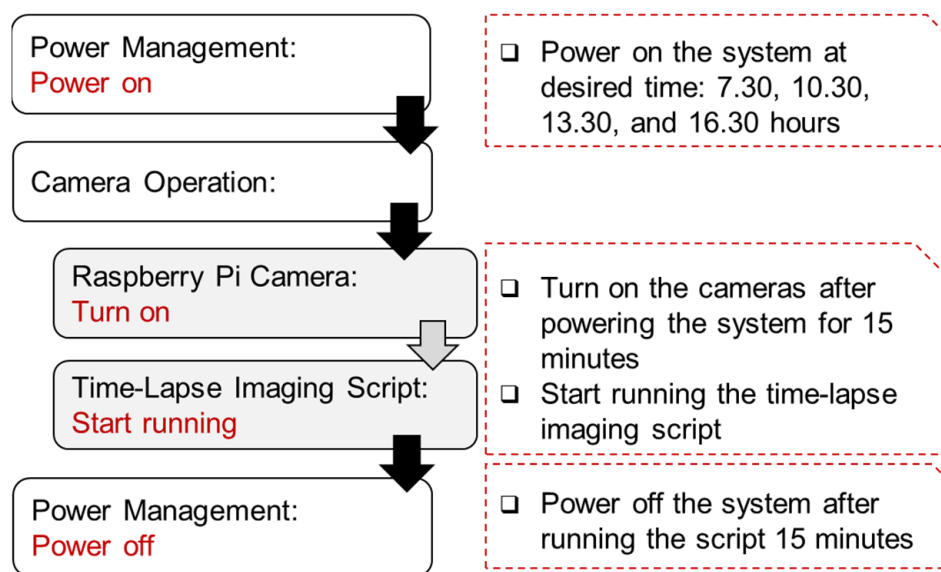 Power Management:
Power on
❑ Power on the system at
desired time: 7.30, 10.30,
13.30, and 16.30 hours
Camera Operation:
Raspberry Pi Camera:
Turn on
❑ Turn on the cameras after
powering the system for 15
minutes
Time-Lapse Imaging Script:
Start running
❑ Start running the time-lapse
imaging script
Power Management:
Power off
❑ Power off the system after
running the script 15 minutes